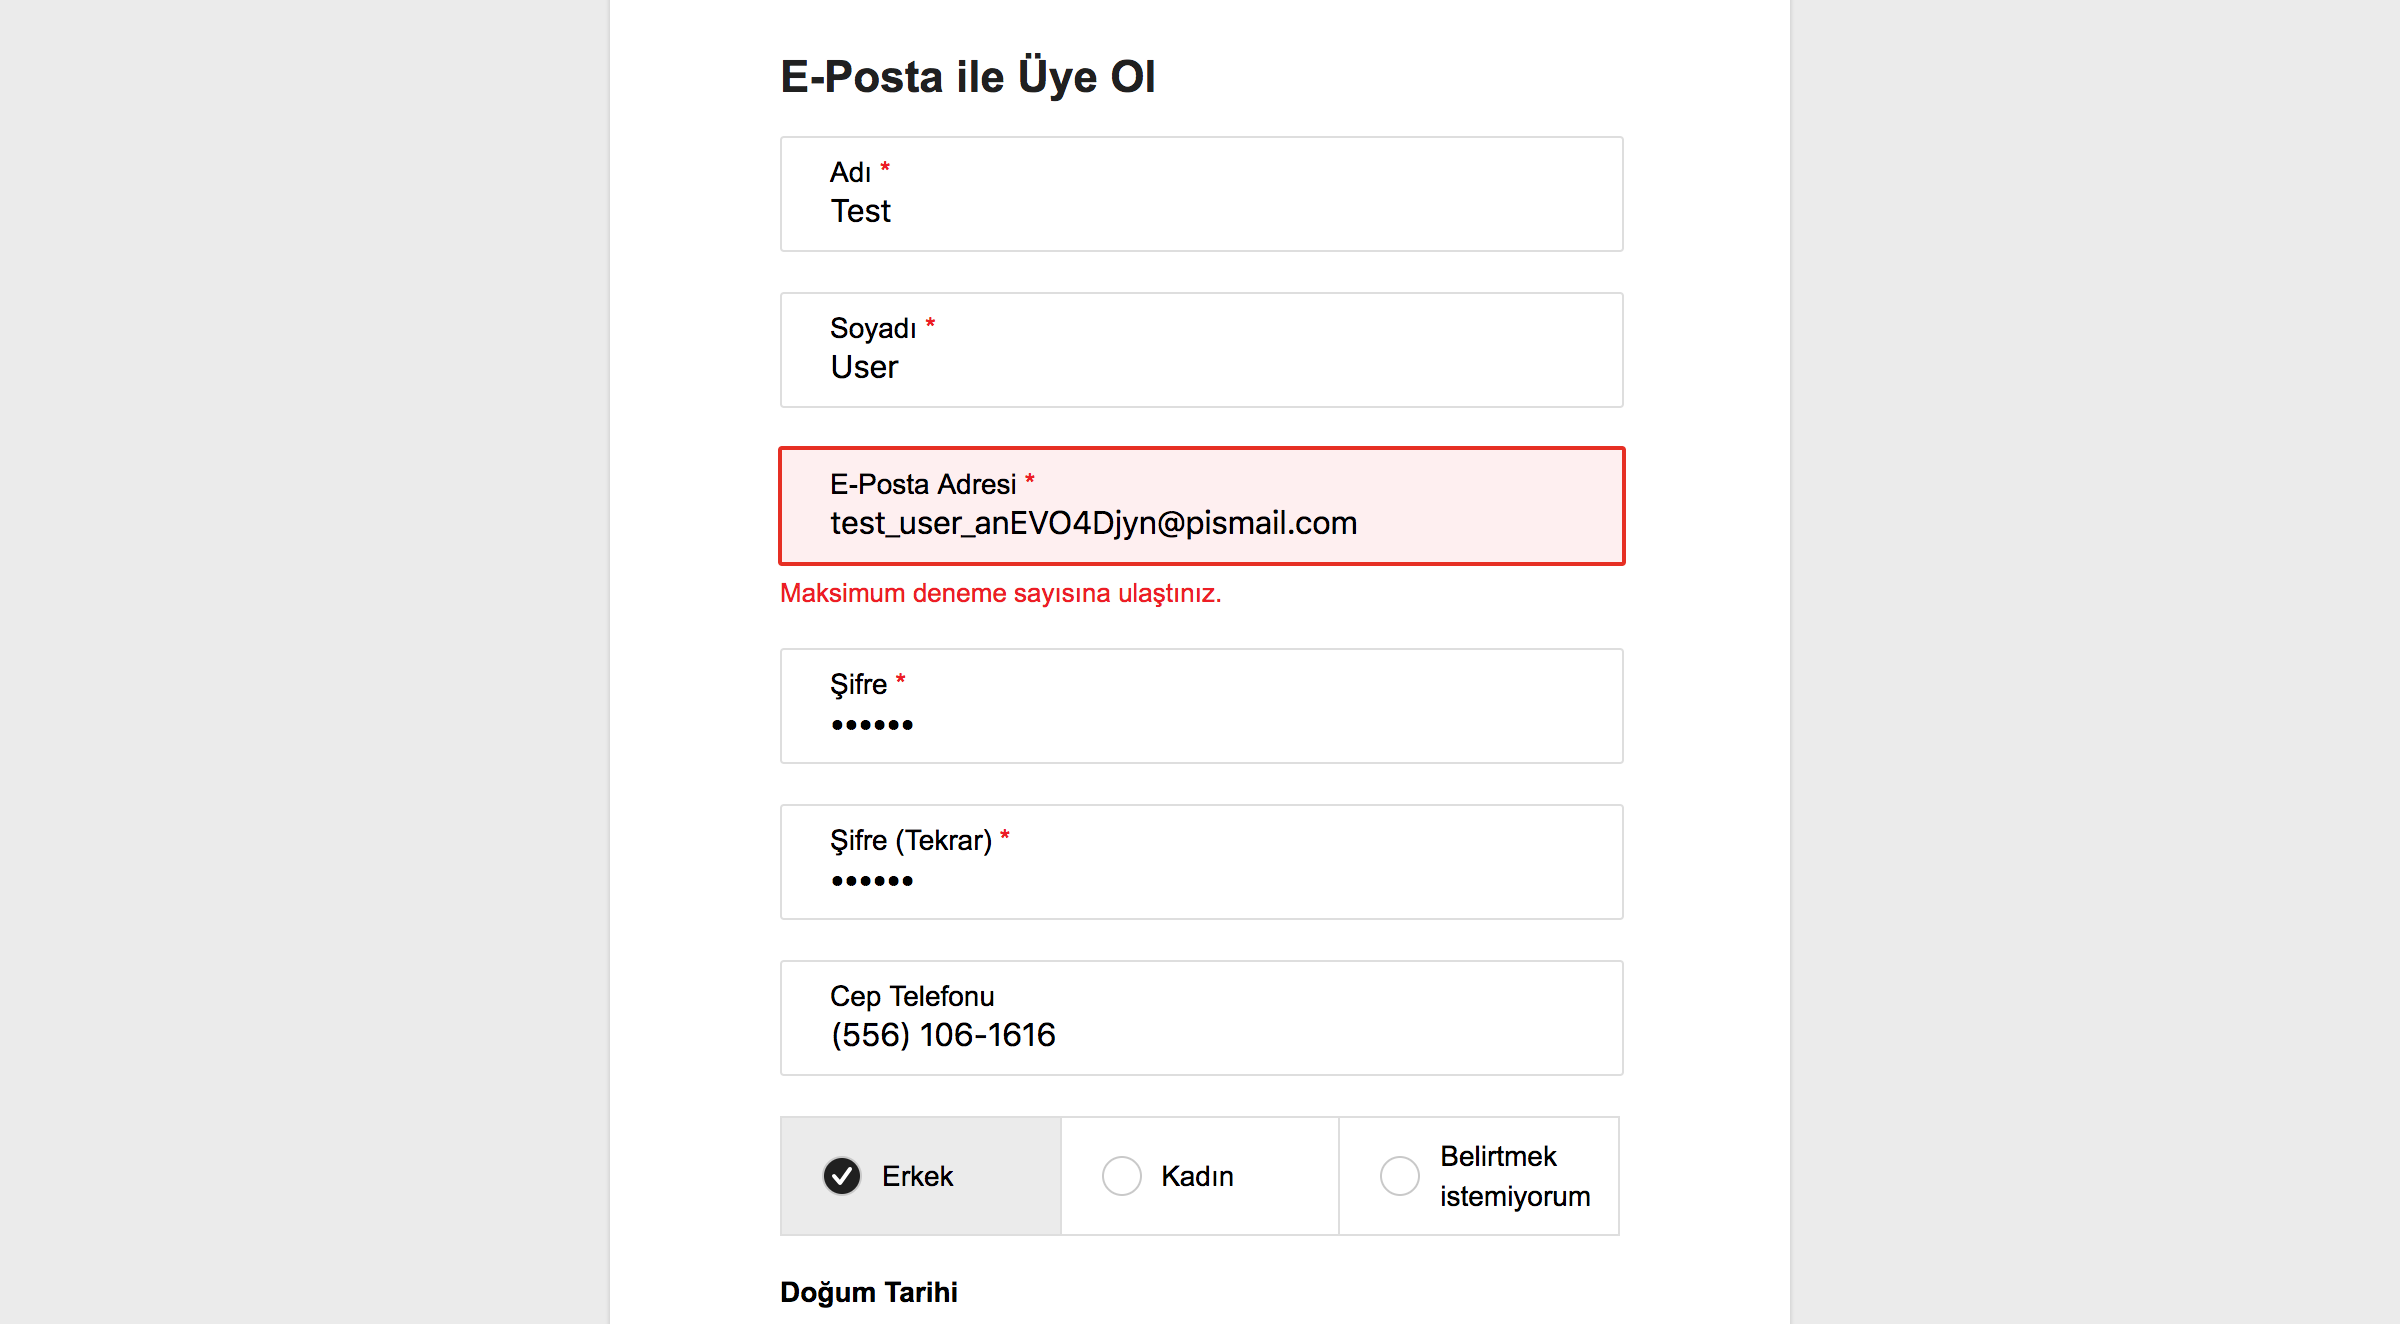 E-Posta ile Üye Ol
Adı *
Test
Soyadı *
User
E-Posta Adresi *
test_user_anEVO4Djyn@pismail.com
Maksimum deneme sayısına ulaştınız.
Şifre *
••••••
Şifre (Tekrar) *
••••••
Cep Telefonu
(556) 106-1616
Erkek
Kadın
Belirtmek
istemiyorum
Doğum Tarihi